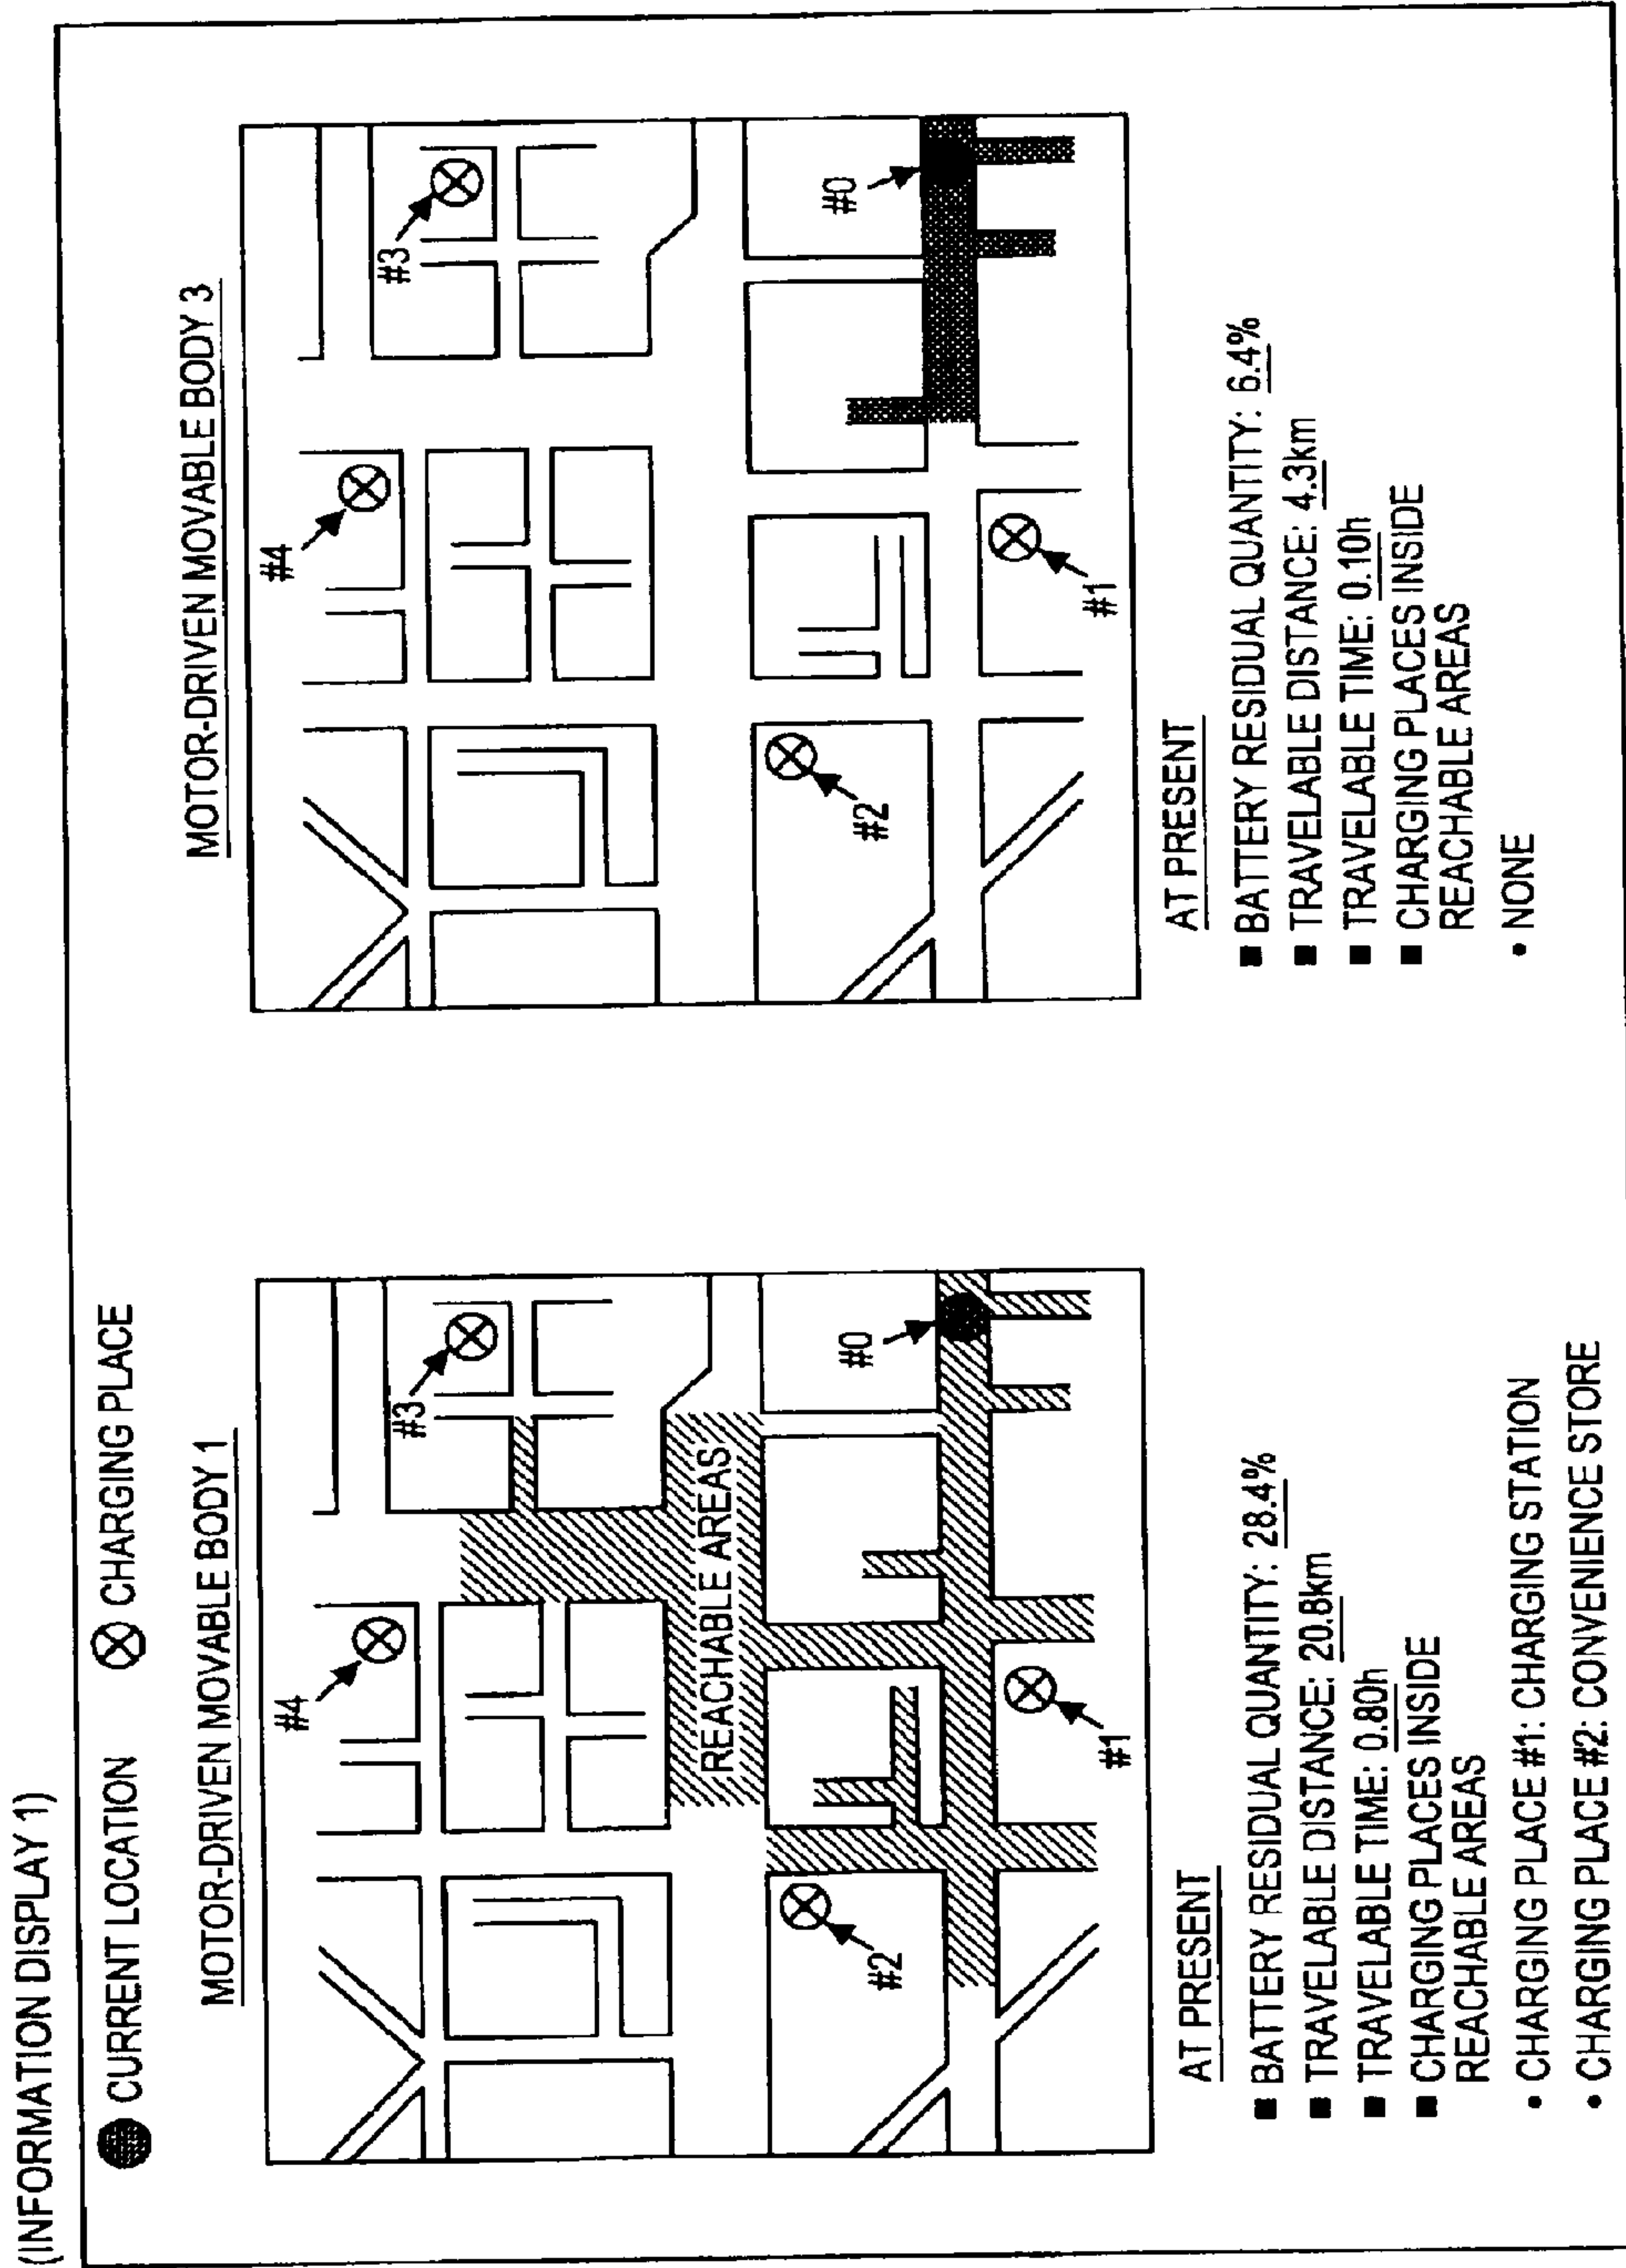 (INFORMATION DISPLAY 1)
CURRENT LOCATION
CHARGING PLACE
MOTOR-DRIVEN MOVABLE BODY 1
#4
#3
REACHABLE AREAS
#0
#2
#1
AT PRESENT
■ BATTERY RESIDUAL QUANTITY: 28.4%
■ TRAVELABLE DISTANCE: 20.8km
■ TRAVELABLE TIME: 0.80h
■ CHARGING PLACES INSIDE
REACHABLE AREAS
• CHARGING PLACE #1: CHARGING STATION
• CHARGING PLACE #2: CONVENIENCE STORE
MOTOR-DRIVEN MOVABLE BODY 3
#4
#3
#0
#2
#1
AT PRESENT
■ BATTERY RESIDUAL QUANTITY: 6.4%
■ TRAVELABLE DISTANCE: 4.3km
■ TRAVELABLE TIME: 0.10h
■ CHARGING PLACES INSIDE
REACHABLE AREAS
• NONE